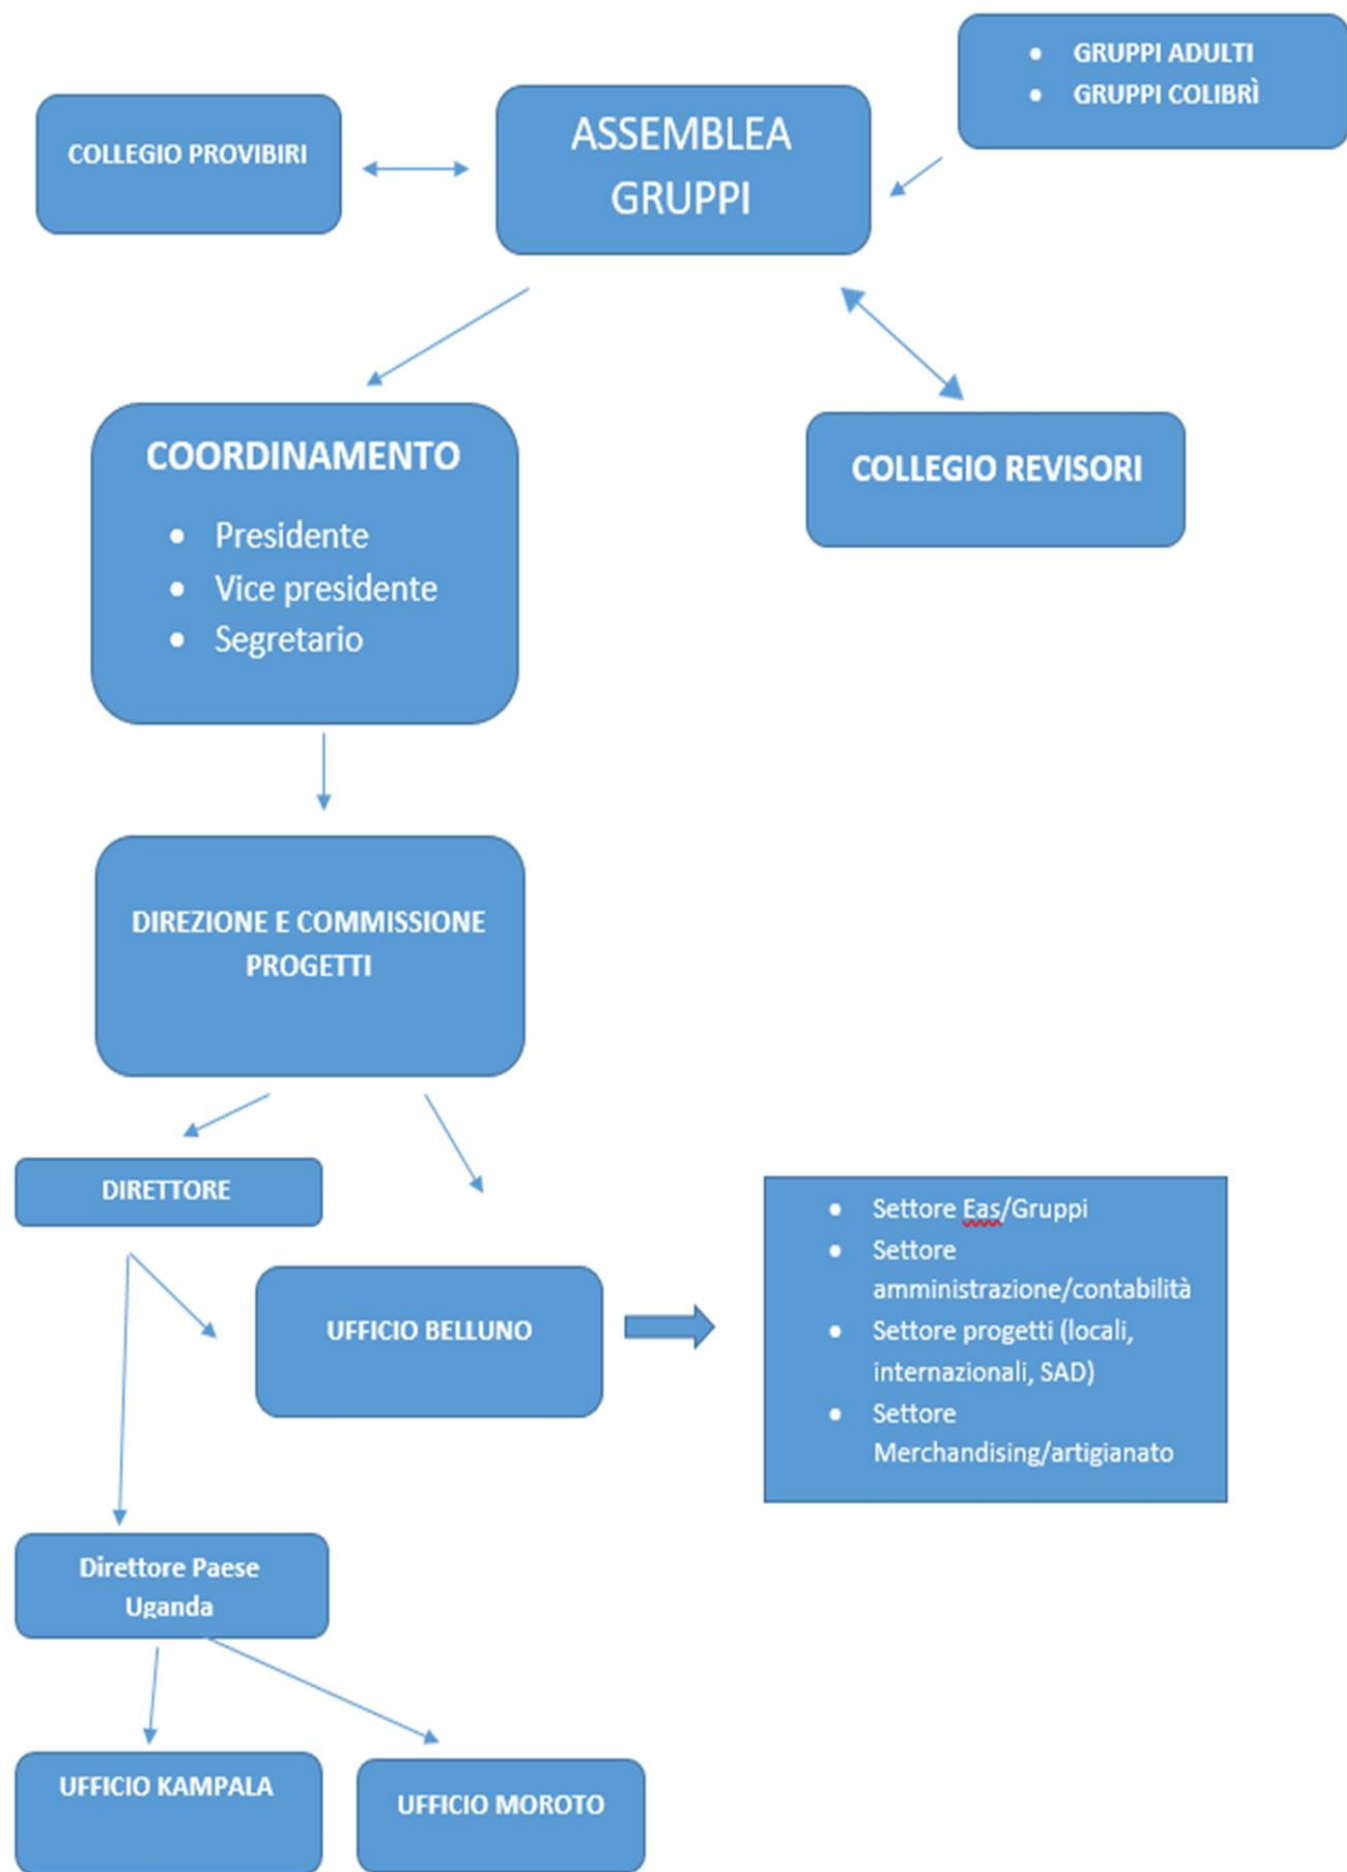 • GRUPPI ADULTI
• GRUPPI COLIBRÌ
COLLEGIO PROVIBIRI
ASSEMBLEA
GRUPPI
COORDINAMENTO
• Presidente
• Vice presidente
• Segretario
COLLEGIO REVISORI
DIREZIONE E COMMISSIONE
PROGETTI
DIRETTORE
UFFICIO BELLUNO
• Settore Eas/Gruppi
• Settore
amministrazione/contabilità
• Settore progetti (locali,
internazionali, SAD)
• Settore
Merchandising/artigianato
Direttore Paese
Uganda
UFFICIO KAMPALA
UFFICIO MOROTO